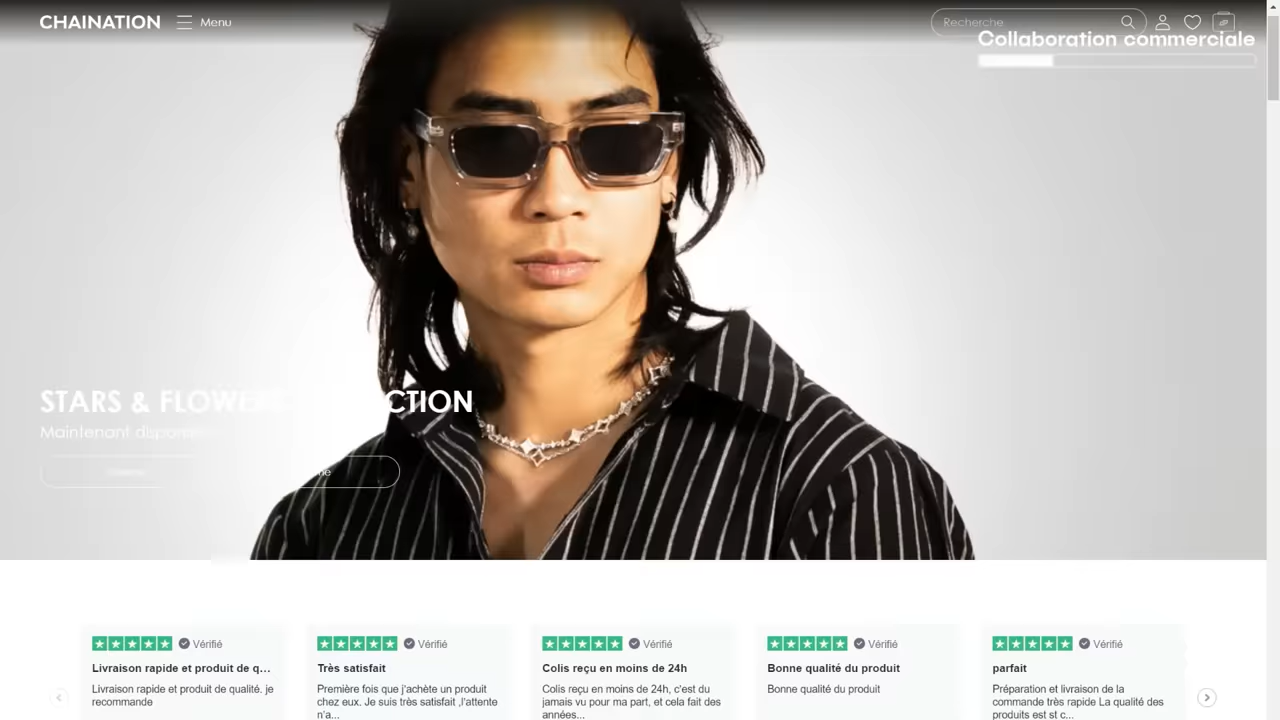 CHAINATION
Menu
Recherche
Collaboration commerciale
STARS & FLOWE CTION
Maintenant
Vérifié
Livraison rapide et produit de q...
Livraison rapide et produit de qualité. je
recommande
Vérifié
Très satisfait
Première fois que j'achète un produit
chez eux. Je suis très satisfait ,l'attente
n'a...
Vérifié
Colis reçu en moins de 24h
Colis reçu en moins de 24h, c'est du
jamais vu pour ma part, et cela fait des
années...
Vérifié
Bonne qualité du produit
Bonne qualité du produit
Vérifié
parfait
Préparation et livraison de la
commande très rapide La qualité des
produits est st c...